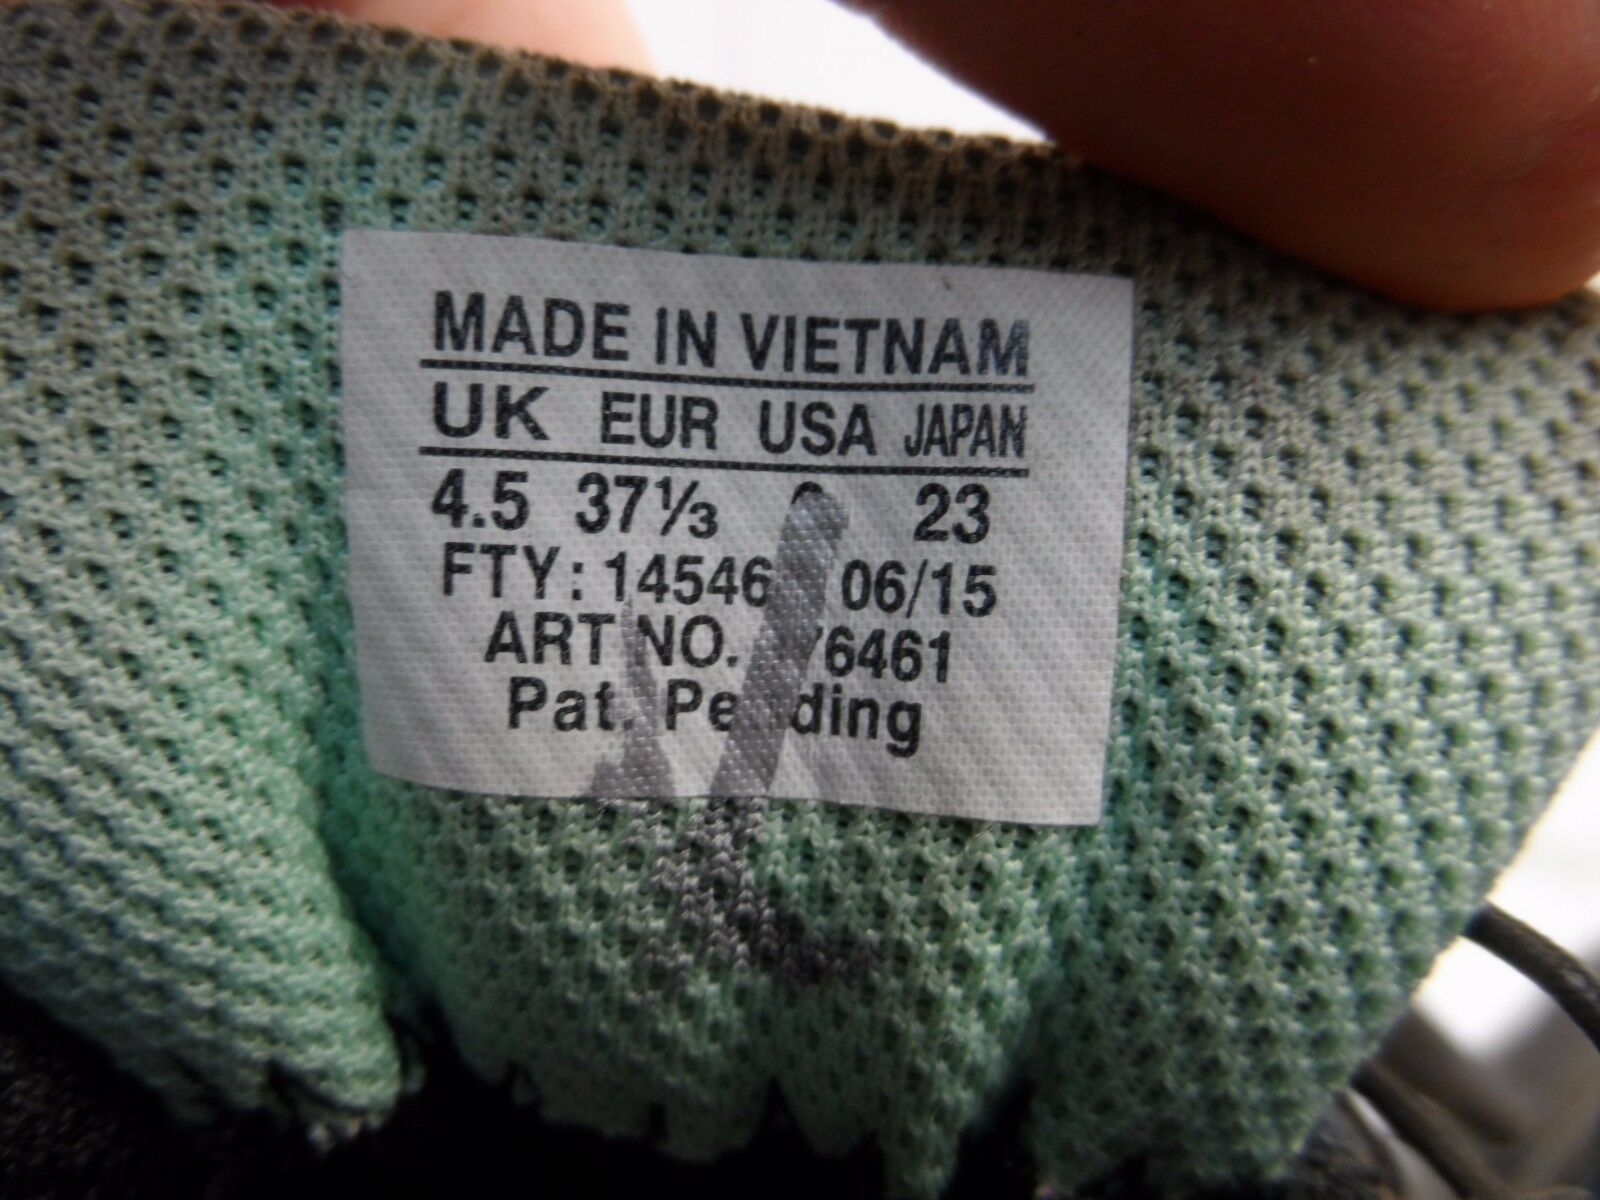 MADE IN VIETNAM
UK EUR USA JAPAN
4.5 37⅓ 23
FTY: 14546 06/15
ART NO.
Pat. Pending